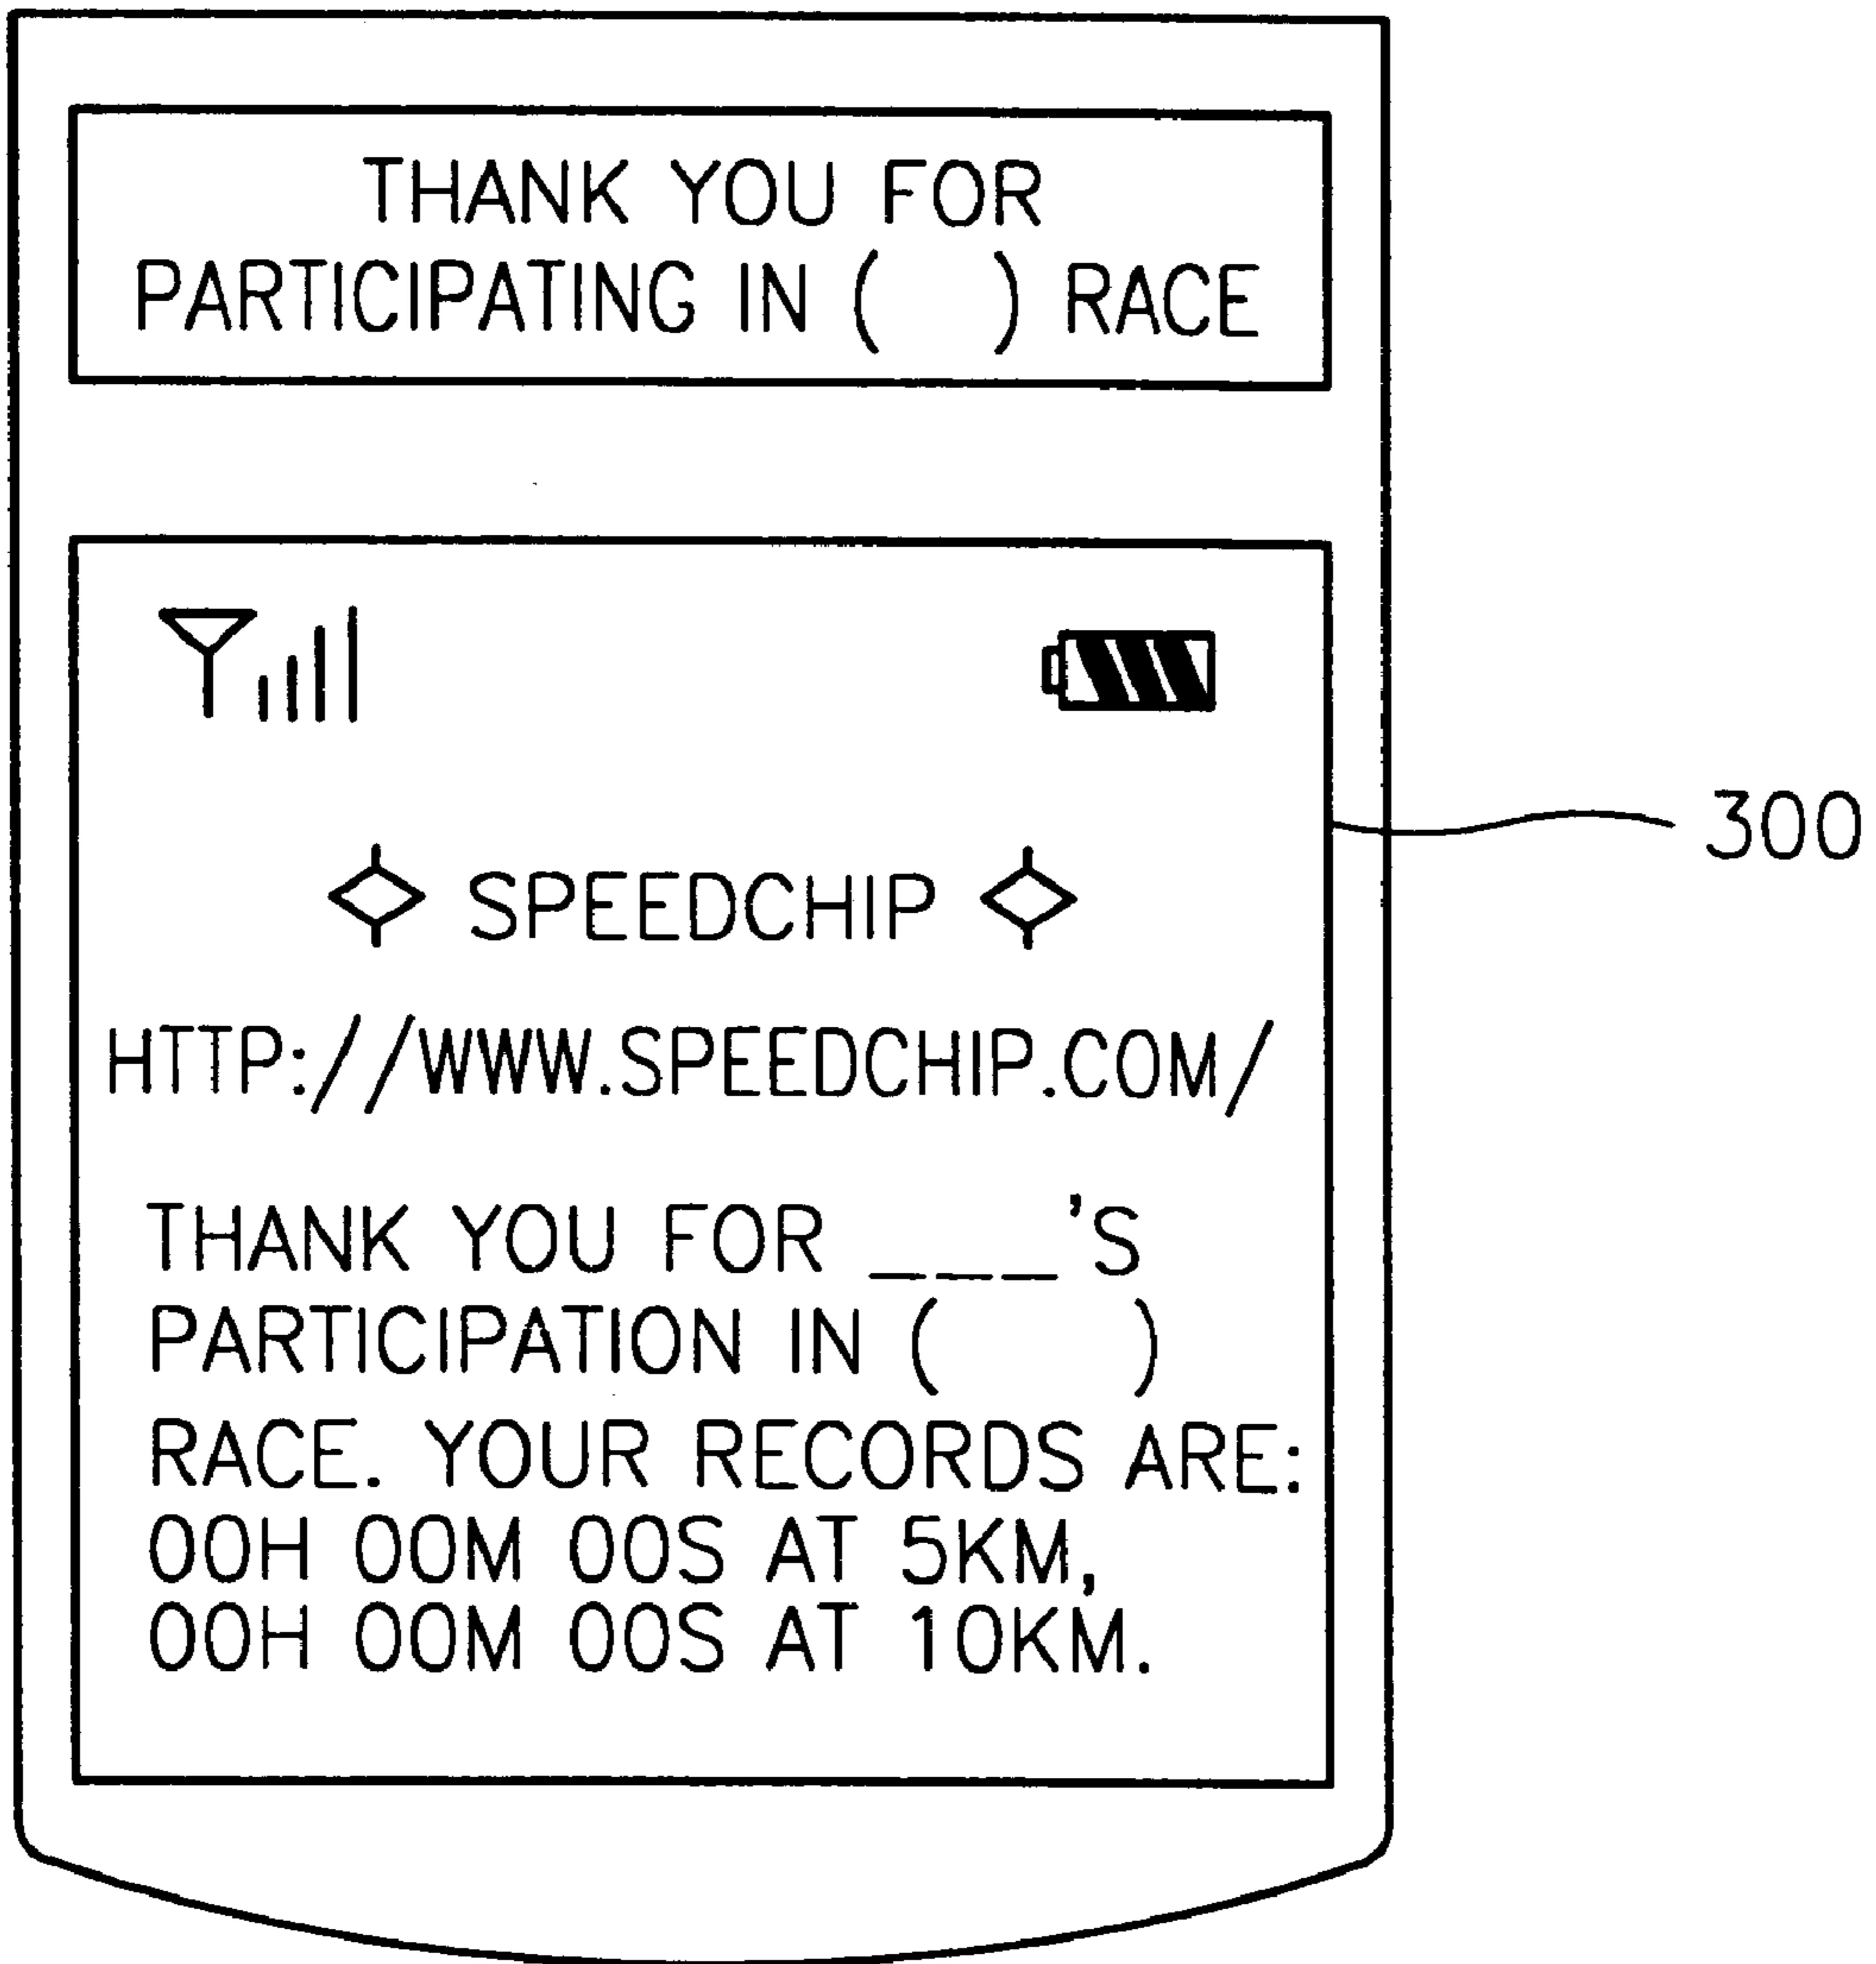 THANK YOU FOR
PARTICIPATING IN (    ) RACE
300
SPEEDCHIP
HTTP://WWW.SPEEDCHIP.COM/
THANK YOU FOR ___'S
PARTICIPATION IN (    )
RACE. YOUR RECORDS ARE:
00H 00M 00S AT 5KM,
00H 00M 00S AT 10KM.